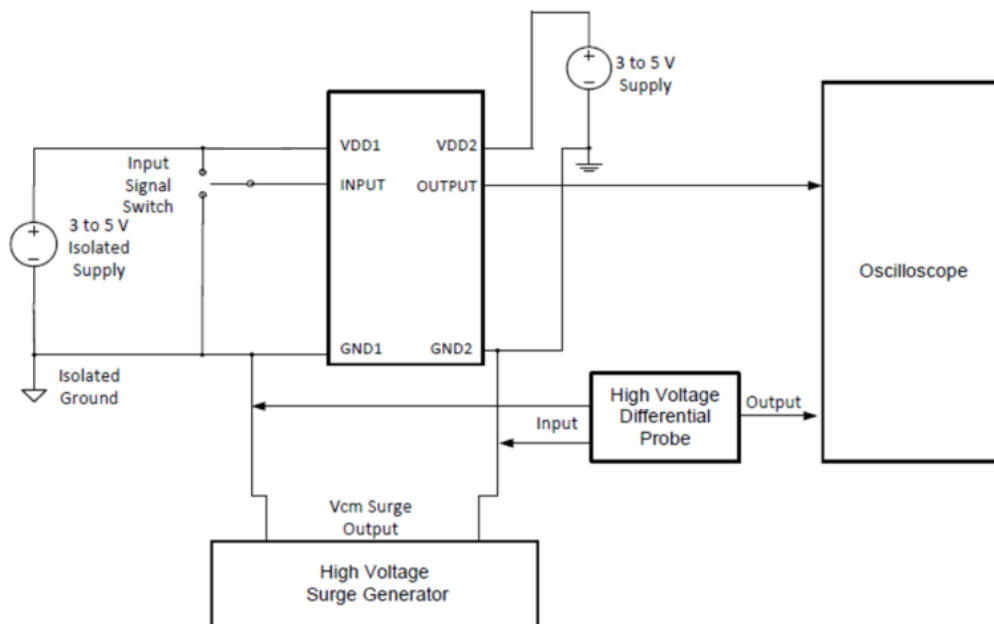 +
3 to 5 V
−
Supply
VDD1
VDD2
Input
Signal
Switch
INPUT
OUTPUT
3 to 5 V
+
Isolated
−
Supply
Oscilloscope
GND1
GND2
Isolated
Ground
High Voltage
Differential
Probe
Output
Input
Vcm Surge
Output
High Voltage
Surge Generator